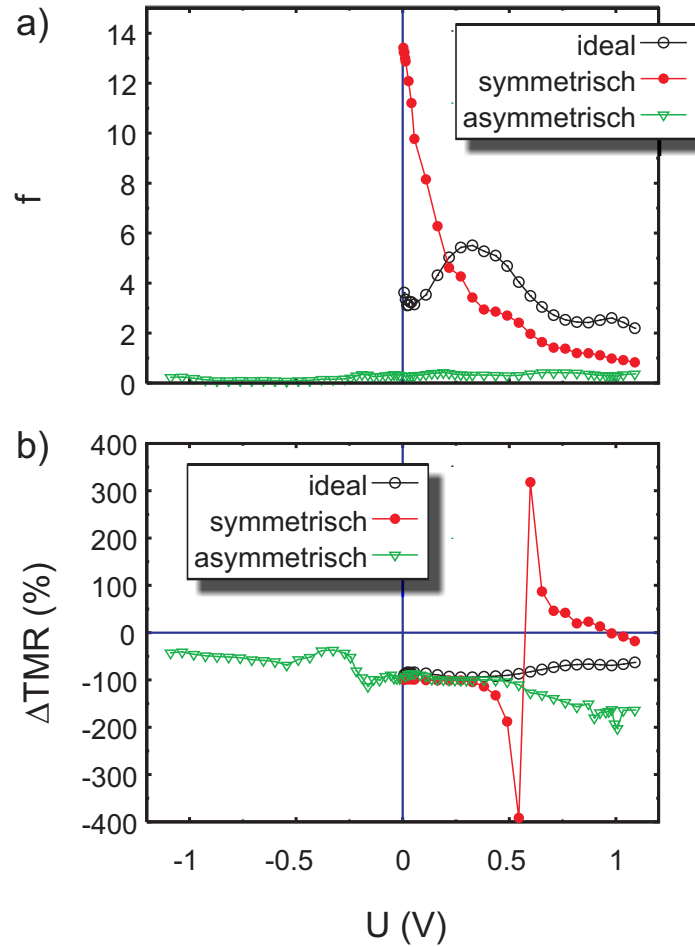 a)
14
12
10
8
6
4
2
0
f
ideal
symmetrisch
asymmetrisch
b)
400
300
200
100
0
-100
-200
-300
-400
ΔTMR (%)
ideal
symmetrisch
asymmetrisch
-1
-0.5
0
0.5
1
U (V)